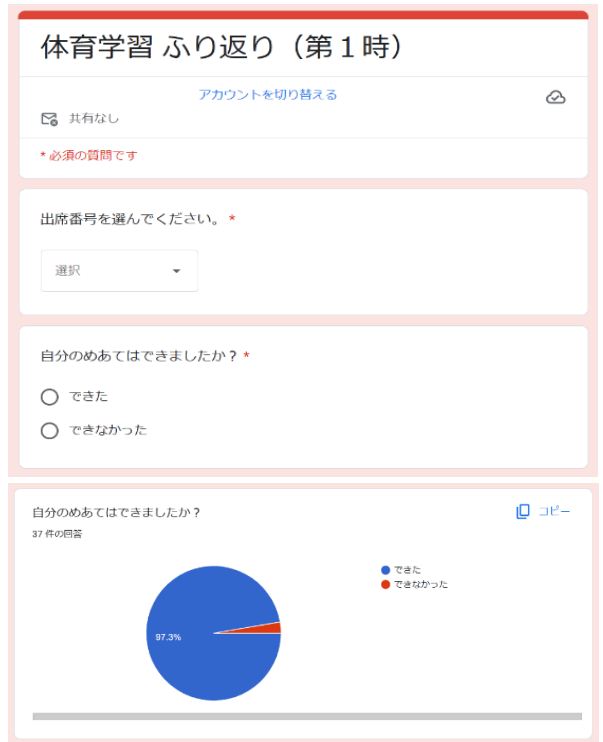 体育学習 ふり返り（第１時）
アカウントを切り替える
共有なし
* 必須の質問です
出席番号を選んでください。 *
選択
自分のめあてはできましたか？ *
できた
できなかった
自分のめあてはできましたか？
コピー
37 件の回答
できた
できなかった
97.3%